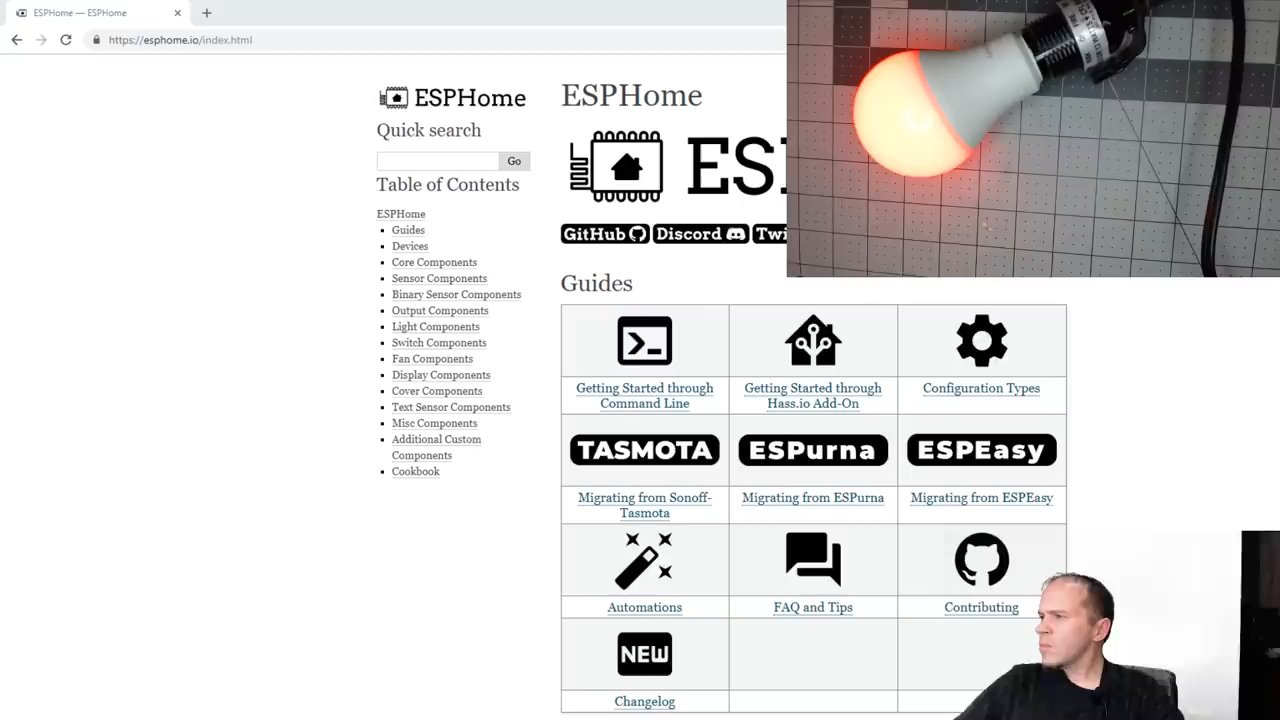 ESPHome — ESPHome
https://esphome.io/index.html
ESPHome
Quick search
Go
Table of Contents
ESPHome
Guides
Devices
Core Components
Sensor Components
Binary Sensor Components
Output Components
Light Components
Switch Components
Fan Components
Display Components
Cover Components
Text Sensor Components
Misc Components
Additional Custom
Components
Cookbook
ESPHome
ES
GitHub
Discord
Twi
Guides
Getting Started through
Command Line
Getting Started through
Hass.io Add-On
Configuration Types
TASMOTA
ESPurna
ESPEasy
Migrating from Sonoff-
Tasmota
Migrating from ESPurna
Migrating from ESPEasy
Automations
FAQ and Tips
Contributing
NEW
Changelog